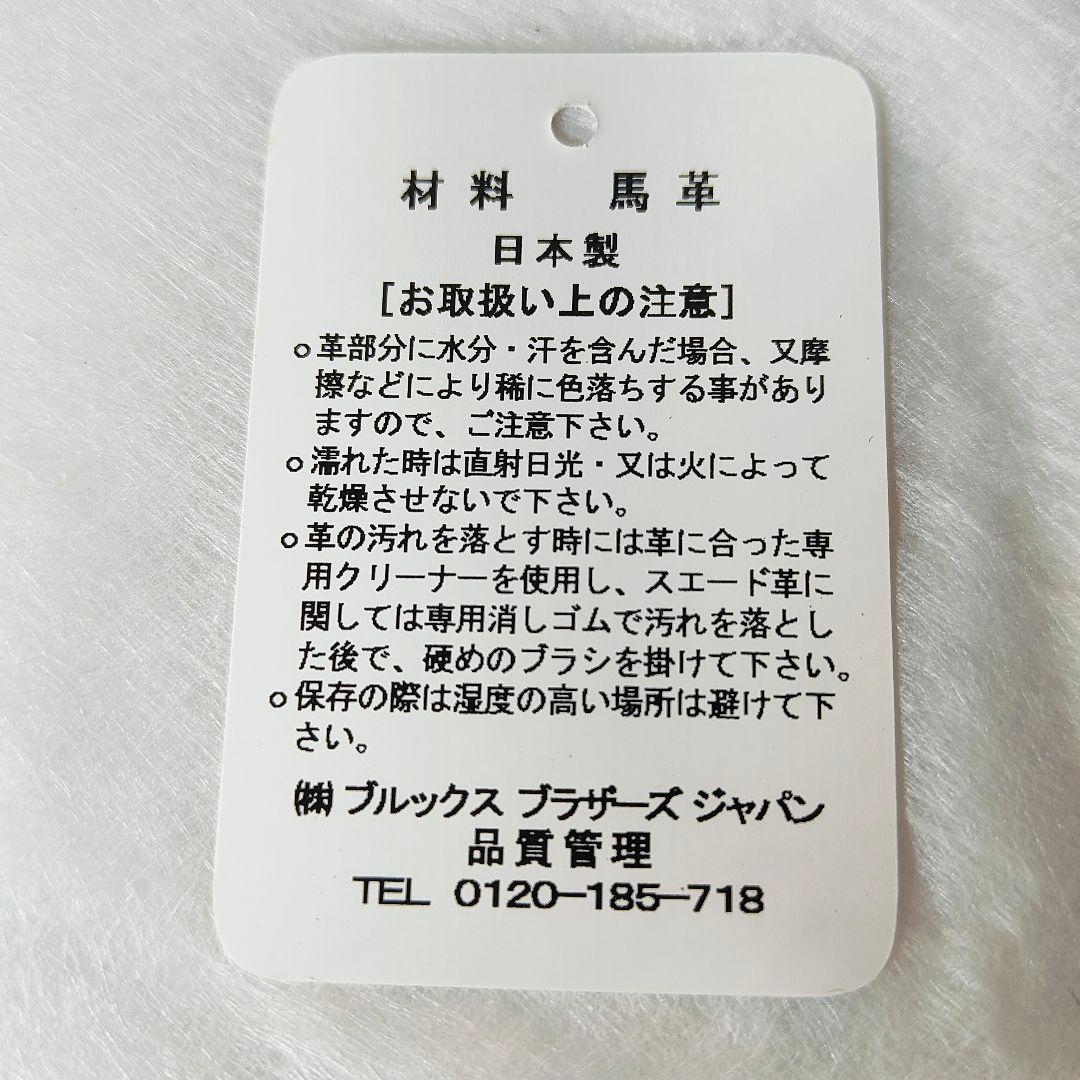 材料　馬革
日本製
[お取扱い上の注意]
○革部分に水分・汗を含んだ場合、又摩
擦などにより稀に色落ちする事があり
ますので、ご注意下さい。
○濡れた時は直射日光・又は火によって
乾燥させないで下さい。
○革の汚れを落とす時には革に合った専
用クリーナーを使用し、スエード革に
関しては専用消しゴムで汚れを落とし
た後で、硬めのブラシを掛けて下さい。
○保存の際は湿度の高い場所は避けて下
さい。
㈱ブルックス ブラザーズ ジャパン
品質管理
TEL 0120-185-718